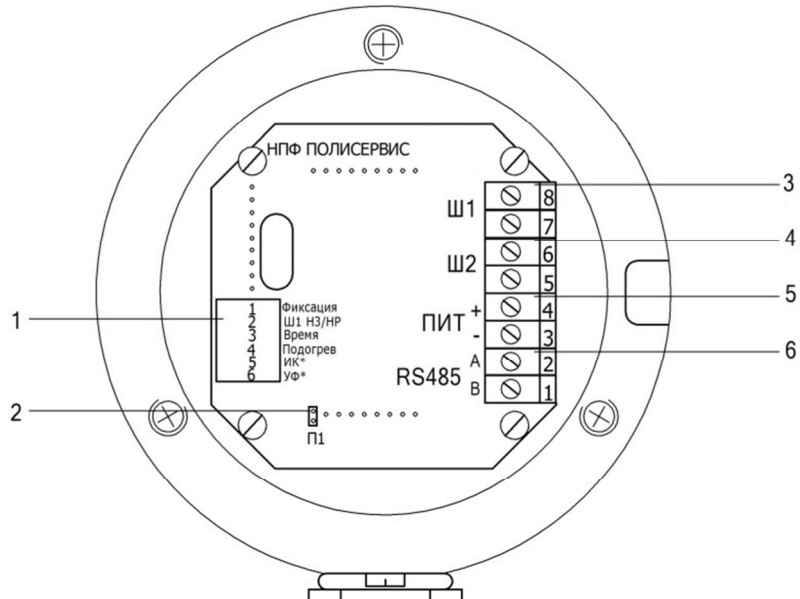 НПФ ПОЛИСЕРВИС
3
8
Ш1
7
4
6
Ш2
5
5
1 Фиксация
+ 4
1
2 Ш1 НЗ/НР
ПИТ
3 Время
- 3
4 Подогрев
6
5 ИК*
А 2
6 УФ*
RS485
В 1
2
П1